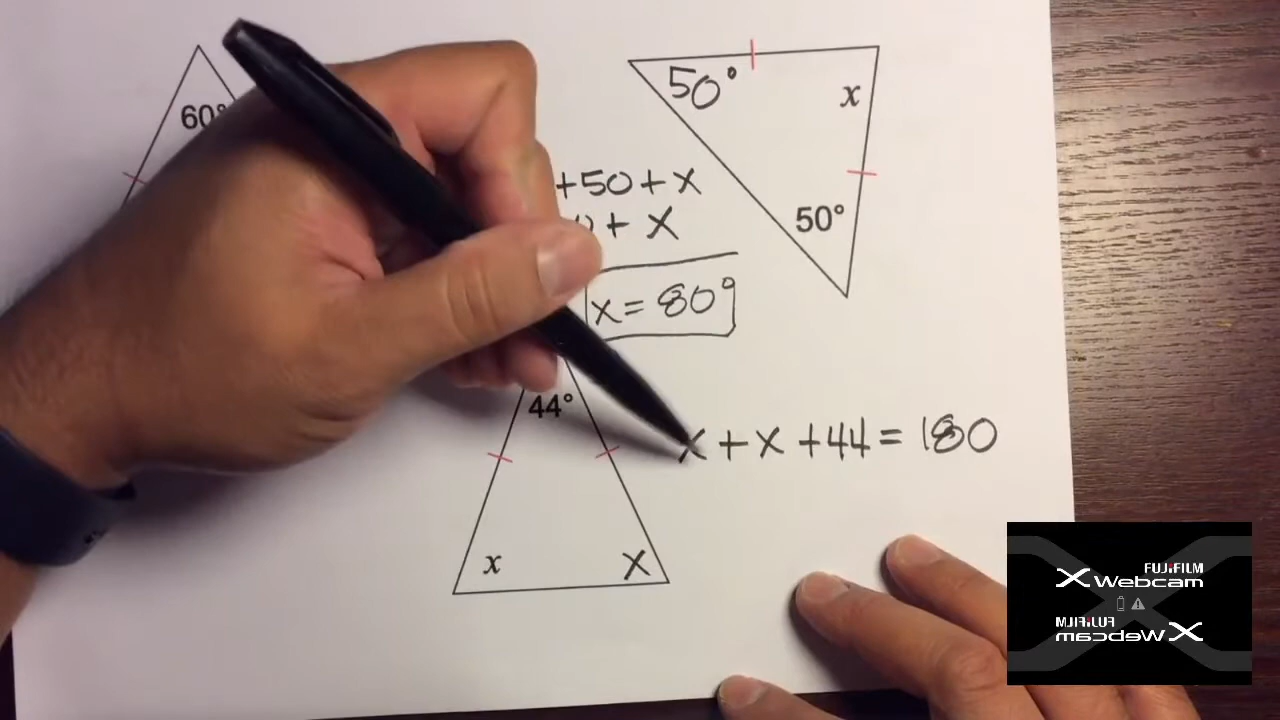 60°
50°
x
+50 + x
+ x
50°
x = 80°
44°
x + x + 44 = 180
x
x
FUJIFILM
X Webcam
FUJIFILM
X Webcam